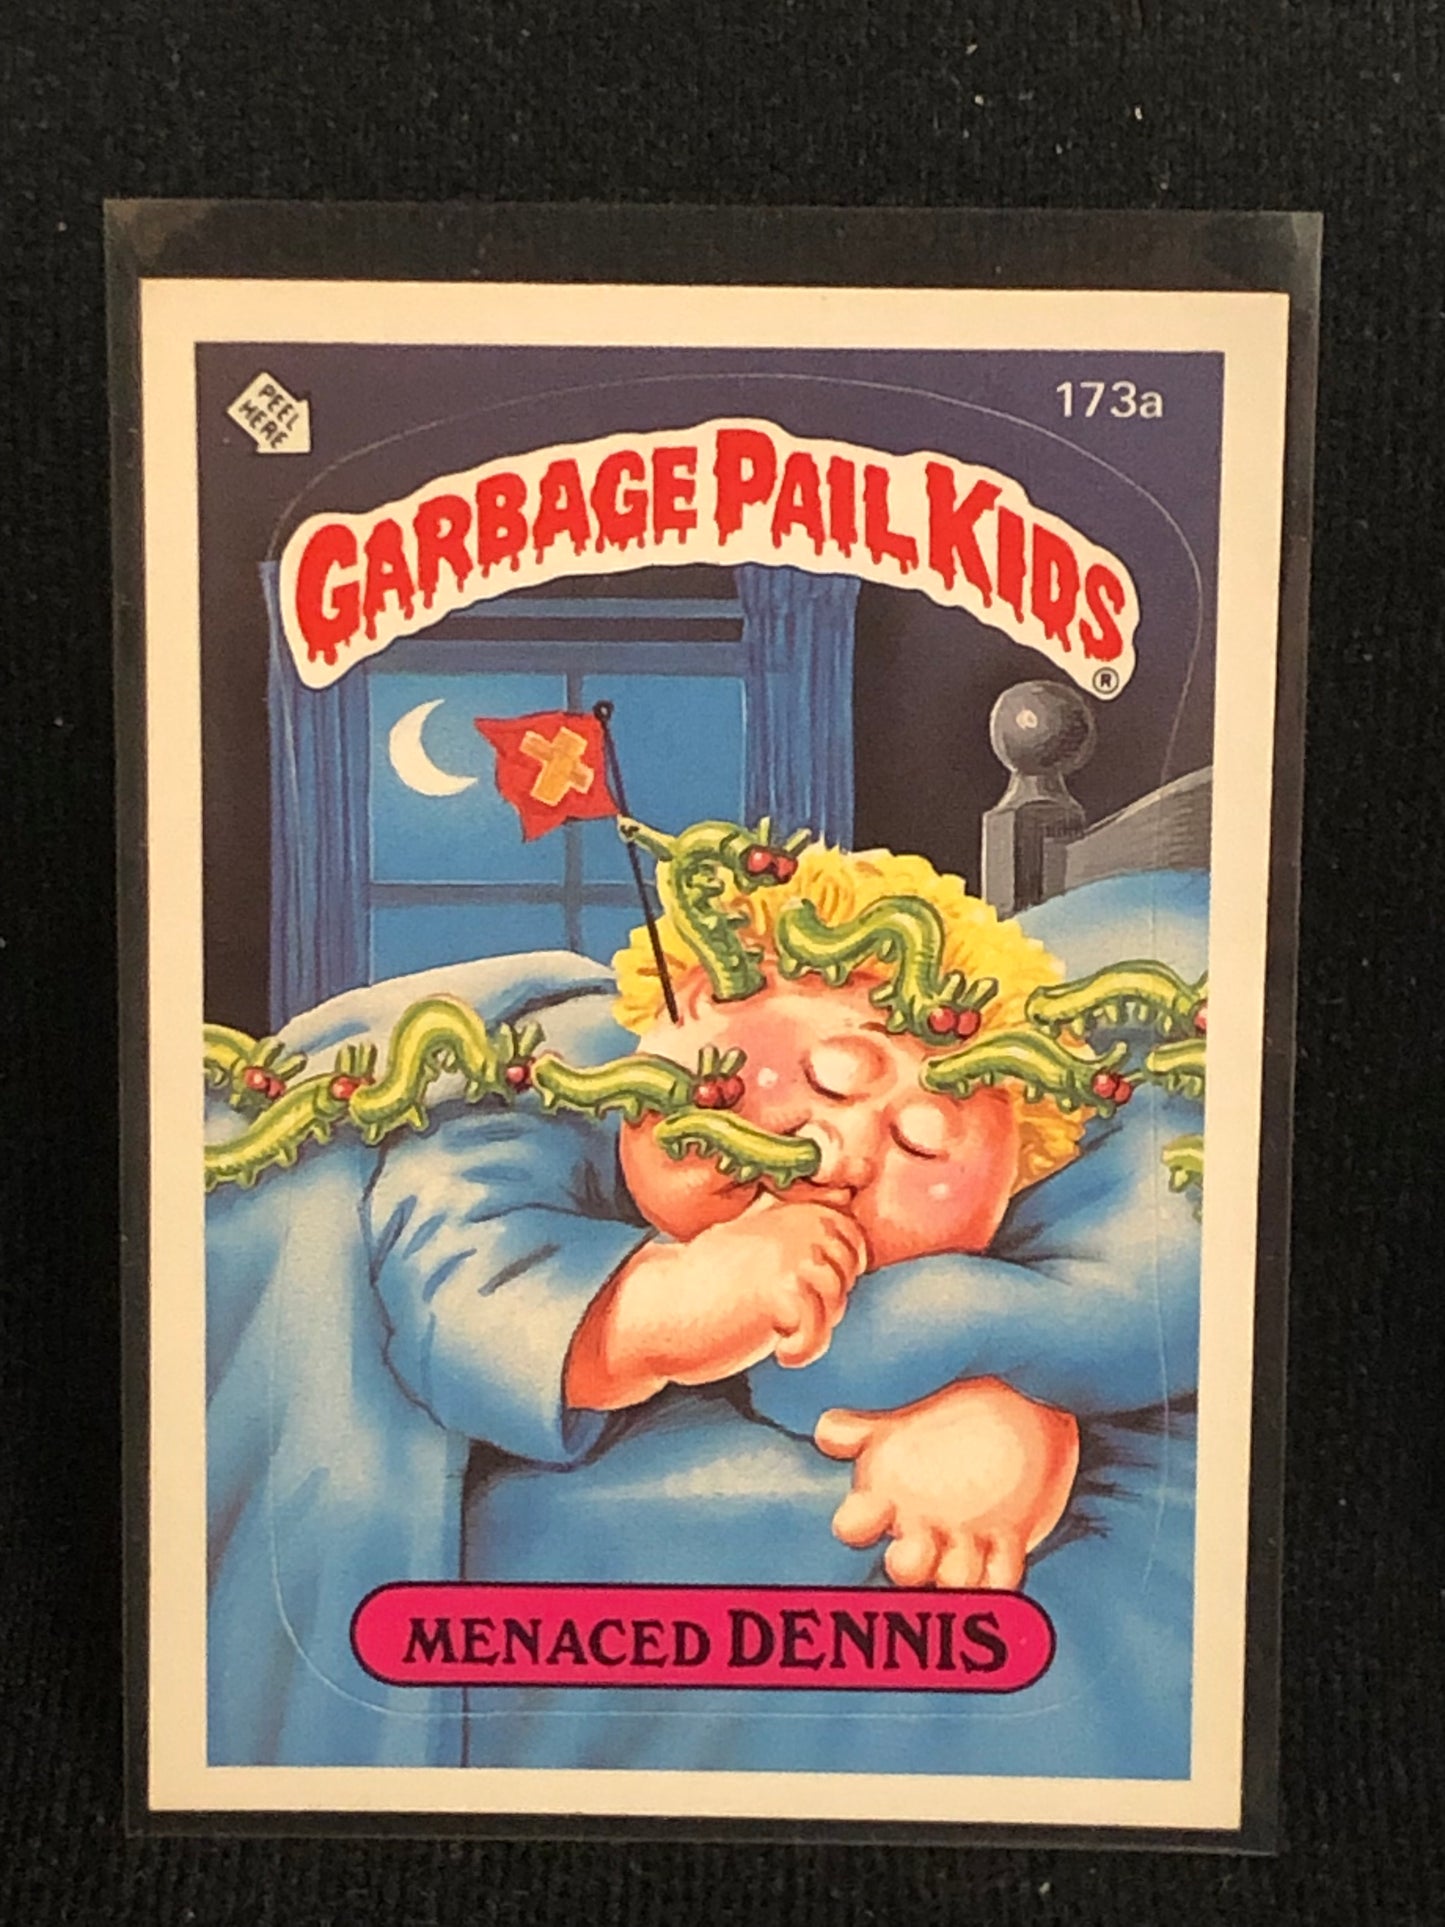 PEEL
HERE
173a
GARBAGE PAIL KIDS
®
MENACED DENNIS